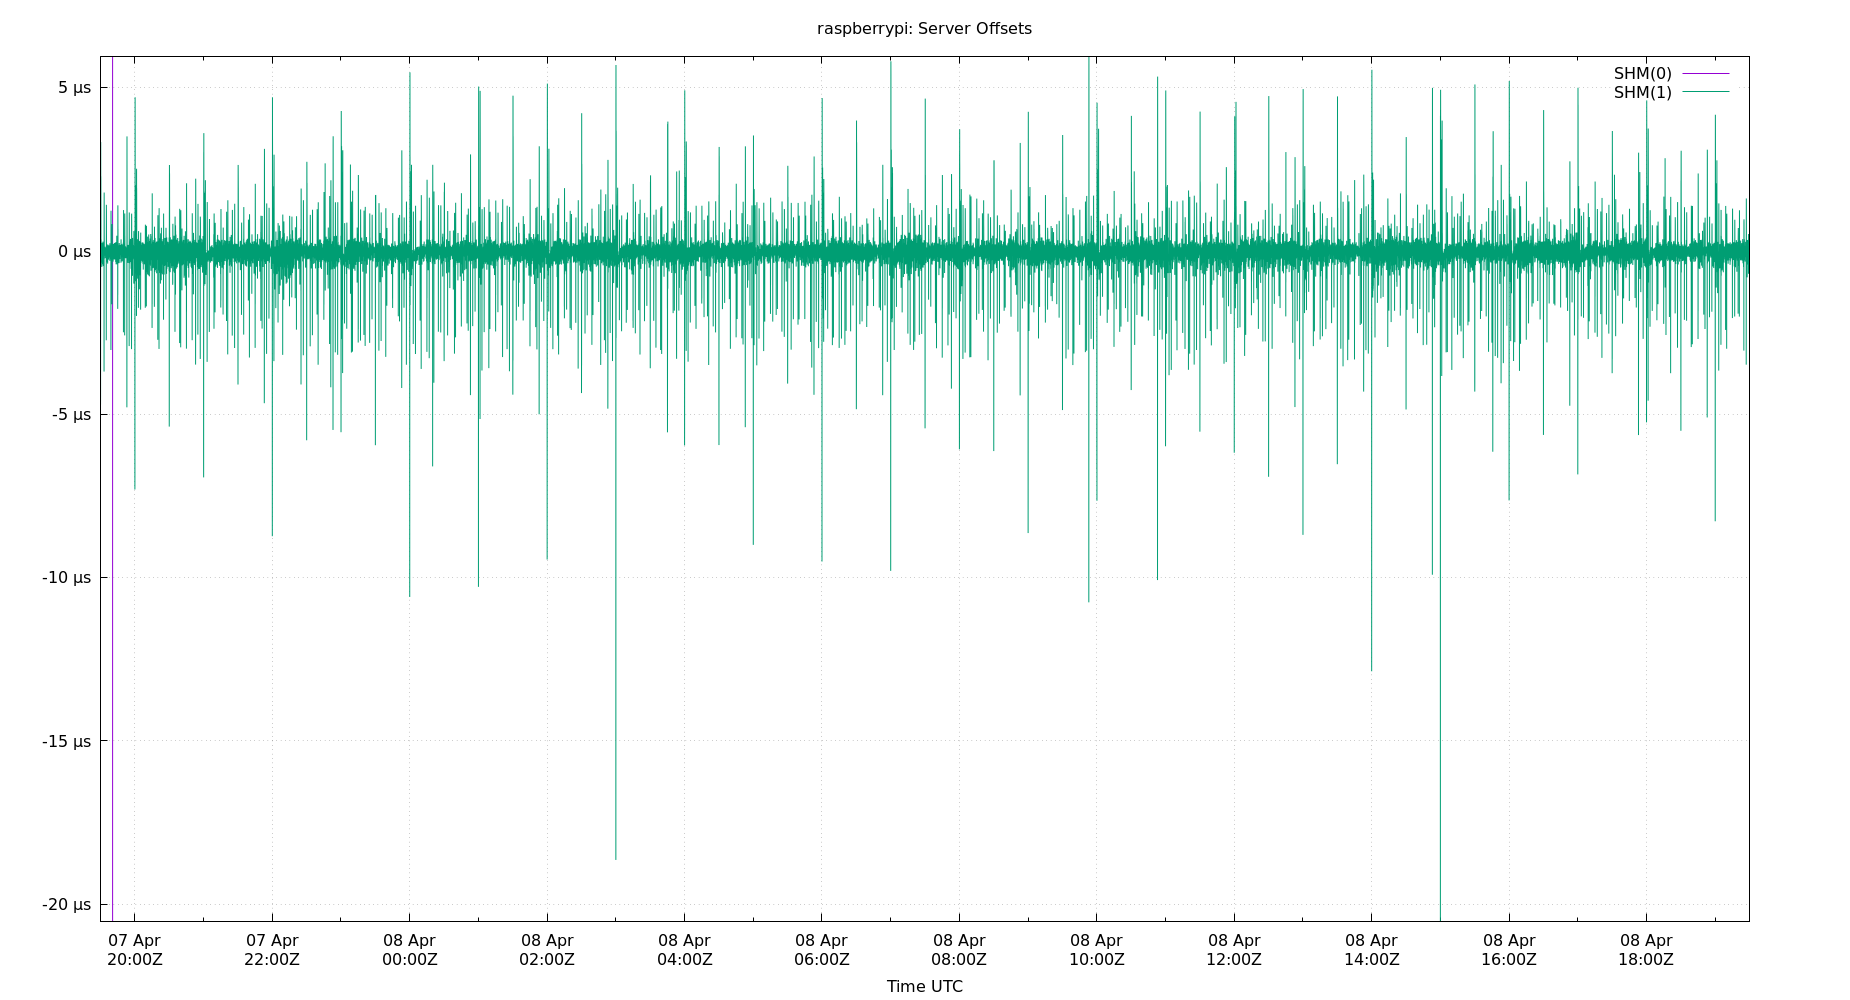 raspberrypi: Server Offsets
SHM(0)
SHM(1)
5 µs
0 µs
-5 µs
-10 µs
-15 µs
-20 µs
07 Apr 07 Apr 08 Apr 08 Apr 08 Apr 08 Apr 08 Apr 08 Apr 08 Apr 08 Apr 08 Apr 08 Apr
20:00Z 22:00Z 00:00Z 02:00Z 04:00Z 06:00Z 08:00Z 10:00Z 12:00Z 14:00Z 16:00Z 18:00Z
Time UTC